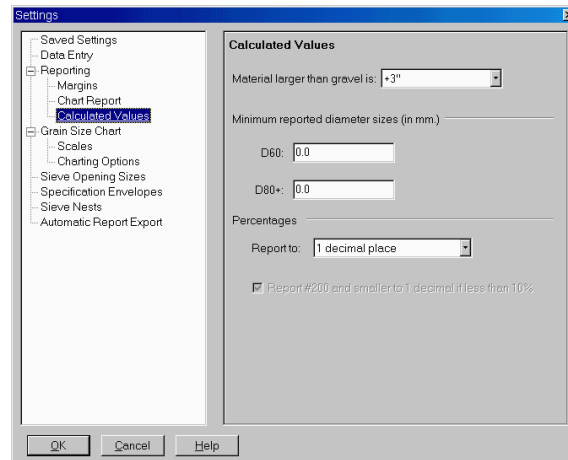 Settings
Saved Settings
Data Entry
Reporting
Margins
Chart Report
Calculated Values
Grain Size Chart
Scales
Charting Options
Sieve Opening Sizes
Specification Envelopes
Sieve Nests
Automatic Report Export
Calculated Values
Material larger than gravel is: +3"
Minimum reported diameter sizes (in mm.)
D60: 0.0
D80+: 0.0
Percentages
Report to: 1 decimal place
Report #200 and smaller to 1 decimal if less than 10%
OK Cancel Help